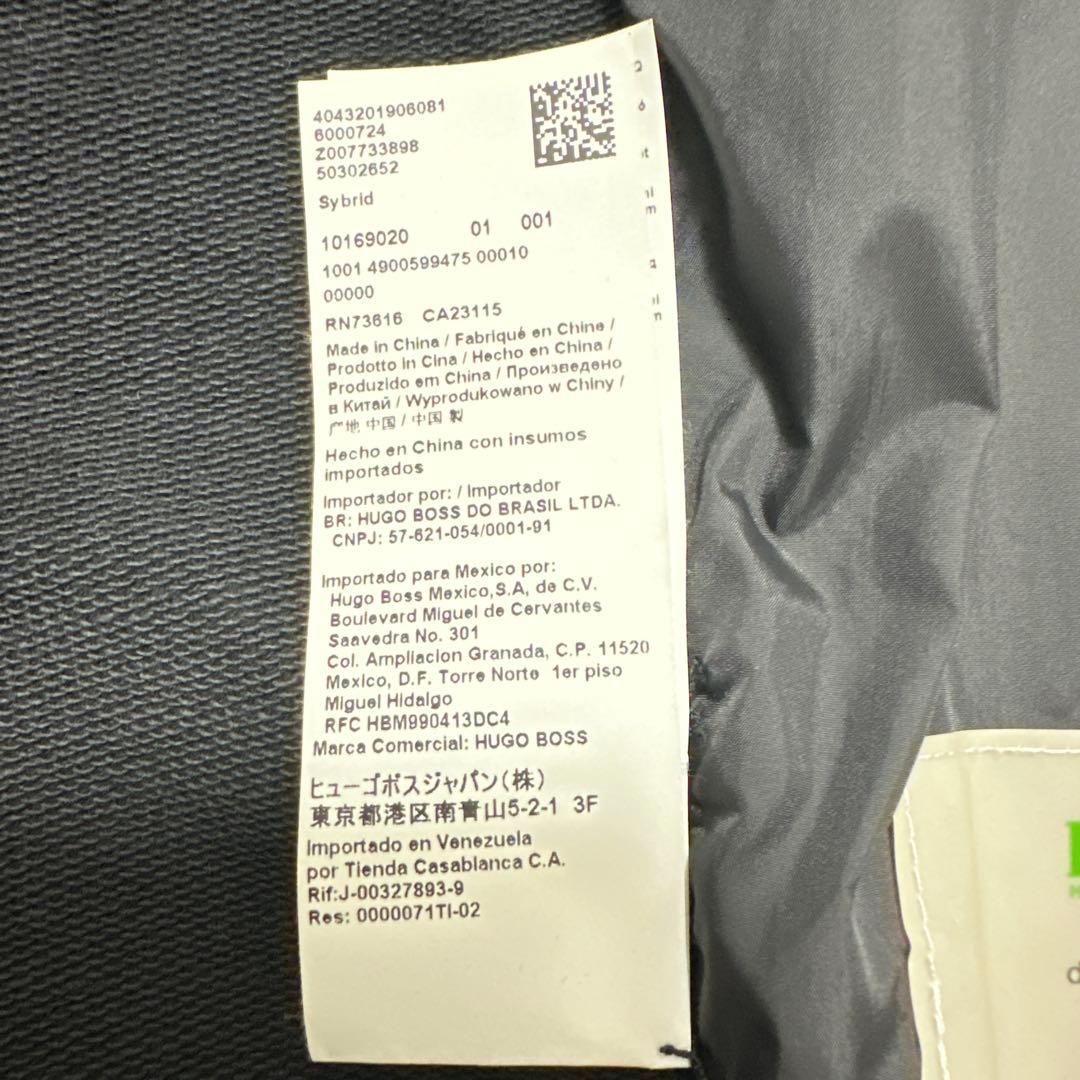 4043201906081
6000724
Z007733898
50302652
Sybrid
10169020 01 001
1001 4900599475 00010
00000
RN73616 CA23115
Made in China / Fabriqué en Chine /
Prodotto in Cina / Hecho en China /
Produzido em China / Произведено
в Китай / Wyprodukowano w Chiny /
产地 中国 / 中国 製
Hecho en China con insumos
importados
Importador por: / Importador
BR: HUGO BOSS DO BRASIL LTDA.
CNPJ: 57-621-054/0001-91
Importado para Mexico por:
Hugo Boss Mexico,S.A, de C.V.
Boulevard Miguel de Cervantes
Saavedra No. 301
Col. Ampliacion Granada, C.P. 11520
Mexico, D.F. Torre Norte 1er piso
Miguel Hidalgo
RFC HBM990413DC4
Marca Comercial: HUGO BOSS
ヒューゴボスジャパン(株)
東京都港区南青山5-2-1 3F
Importado en Venezuela
por Tienda Casablanca C.A.
Rif:J-00327893-9
Res: 0000071TI-02